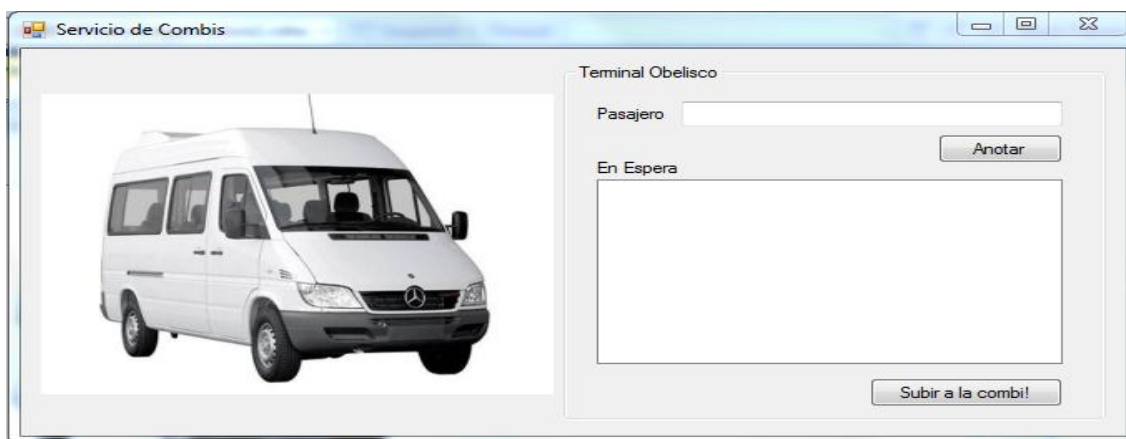 Servicio de Combis
Terminal Obelisco
Pasajero
Anotar
En Espera
Subir a la combi!